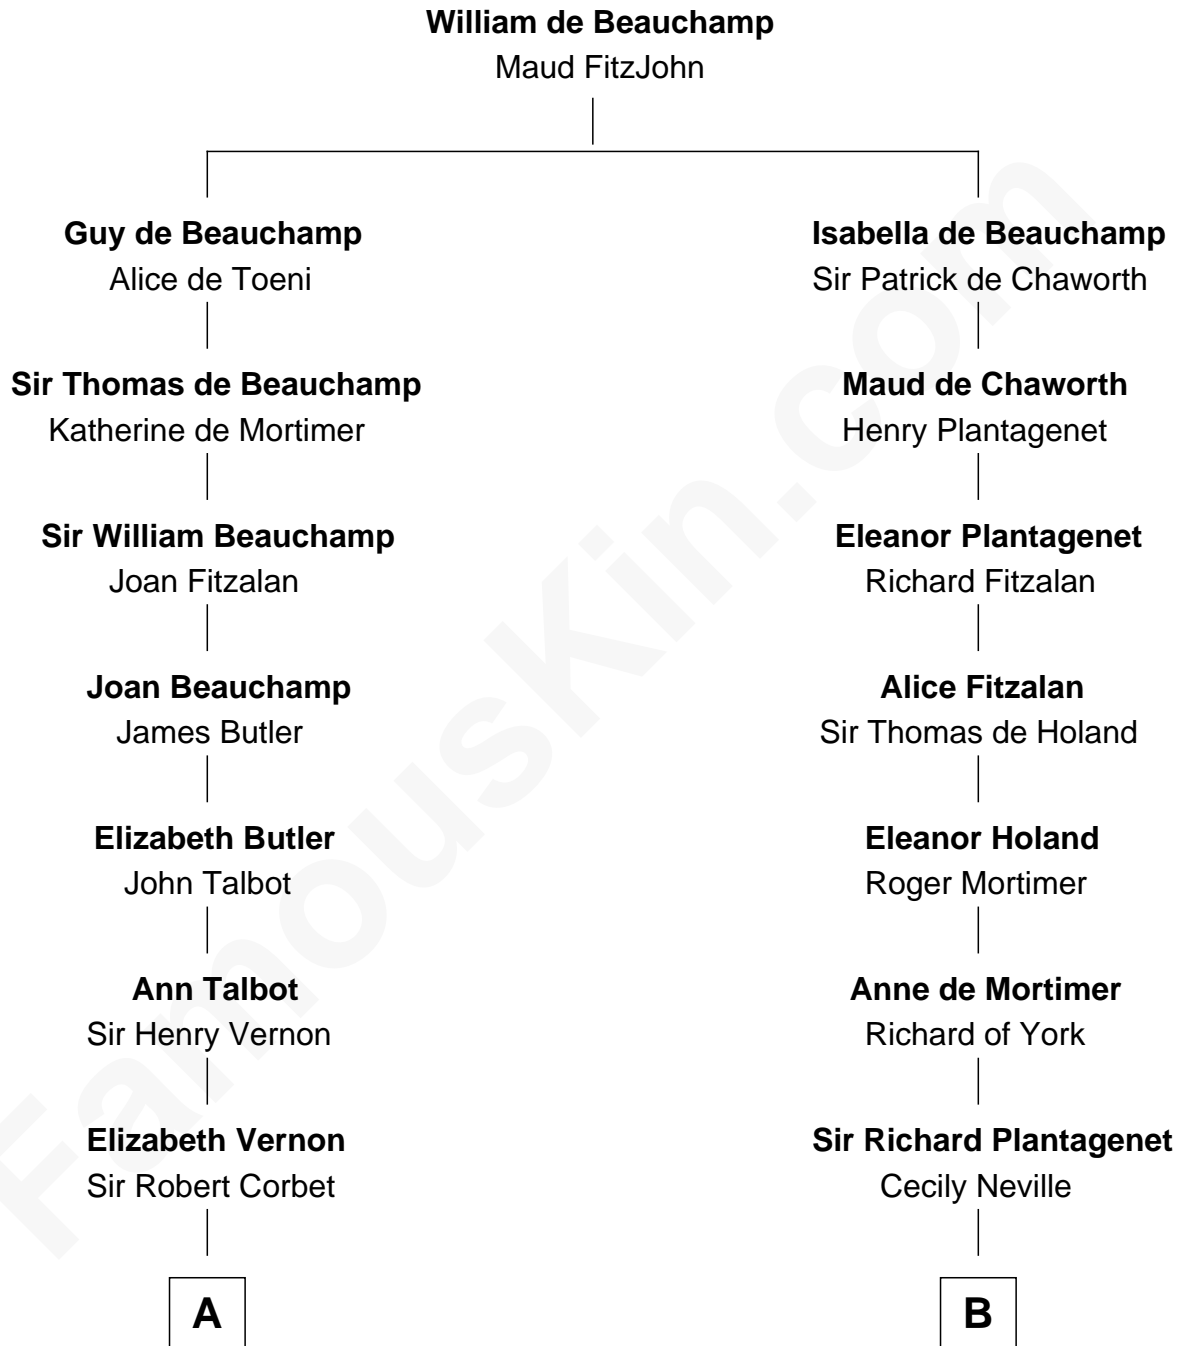 William de Beauchamp
Maud FitzJohn
Guy de Beauchamp
Alice de Toeni
Sir Thomas de Beauchamp
Katherine de Mortimer
Sir William Beauchamp
Joan Fitzalan
Joan Beauchamp
James Butler
Elizabeth Butler
John Talbot
Ann Talbot
Sir Henry Vernon
Elizabeth Vernon
Sir Robert Corbet
A
Isabella de Beauchamp
Sir Patrick de Chaworth
Maud de Chaworth
Henry Plantagenet
Eleanor Plantagenet
Richard Fitzalan
Alice Fitzalan
Sir Thomas de Holand
Eleanor Holand
Roger Mortimer
Anne de Mortimer
Richard of York
Sir Richard Plantagenet
Cecily Neville
B
FamousKin.com